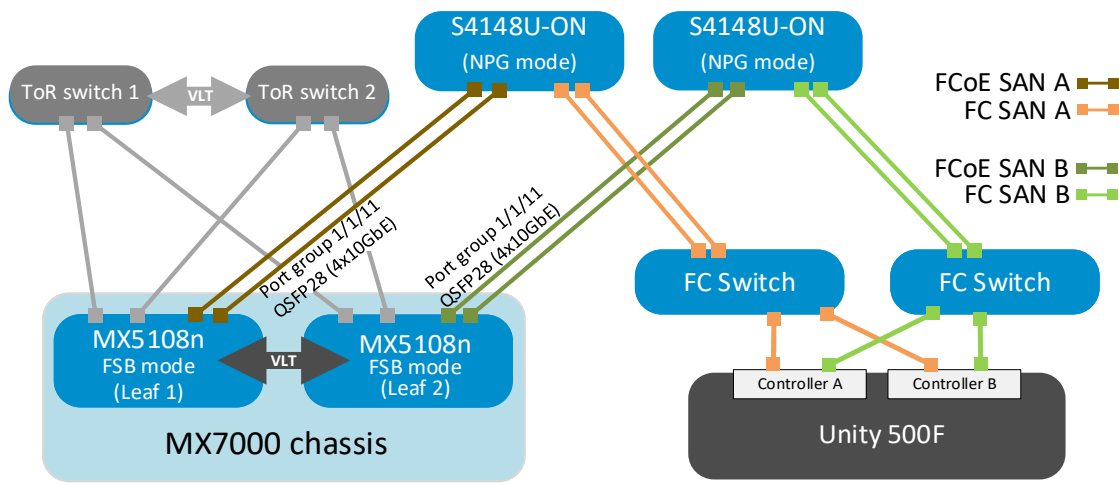 S4148U-ON
(NPG mode)
S4148U-ON
(NPG mode)
ToR switch 1
VLT
ToR switch 2
FCoE SAN A
FC SAN A
FCoE SAN B
FC SAN B
Port group 1/1/11
QSFP28 (4x10GbE)
Port group 1/1/11
QSFP28 (4x10GbE)
FC Switch
FC Switch
MX5108n
FSB mode
(Leaf 1)
VLT
MX5108n
FSB mode
(Leaf 2)
MX7000 chassis
Controller A
Controller B
Unity 500F